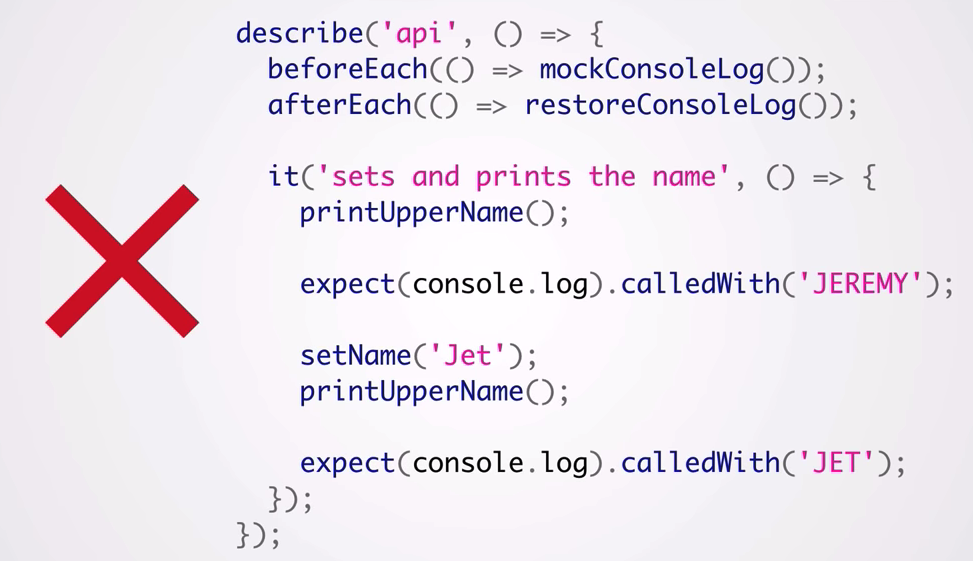 describe('api', () => {
beforeEach(() => mockConsoleLog());
afterEach(() => restoreConsoleLog());
it('sets and prints the name', () => {
printUpperName();
expect(console.log).calledWith('JEREMY');
setName('Jet');
printUpperName();
expect(console.log).calledWith('JET');
});
});